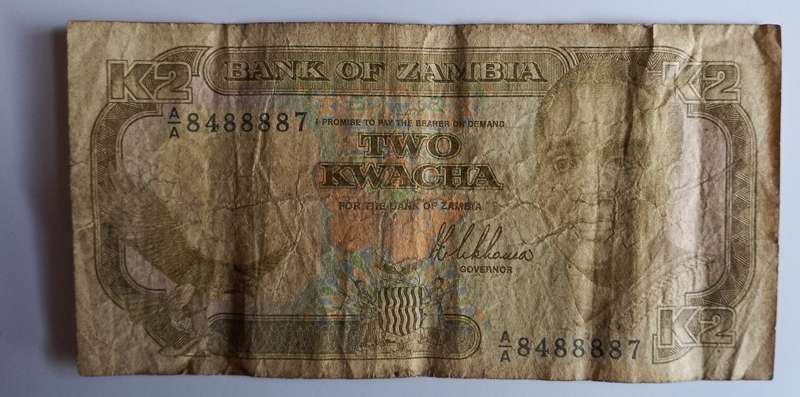 K2 BANK OF ZAMBIA K2
A/A 8488887
I PROMISE TO PAY THE BEARER ON DEMAND
TWO
KWACHA
FOR THE BANK OF ZAMBIA
GOVERNOR
K2
A/A 8488887